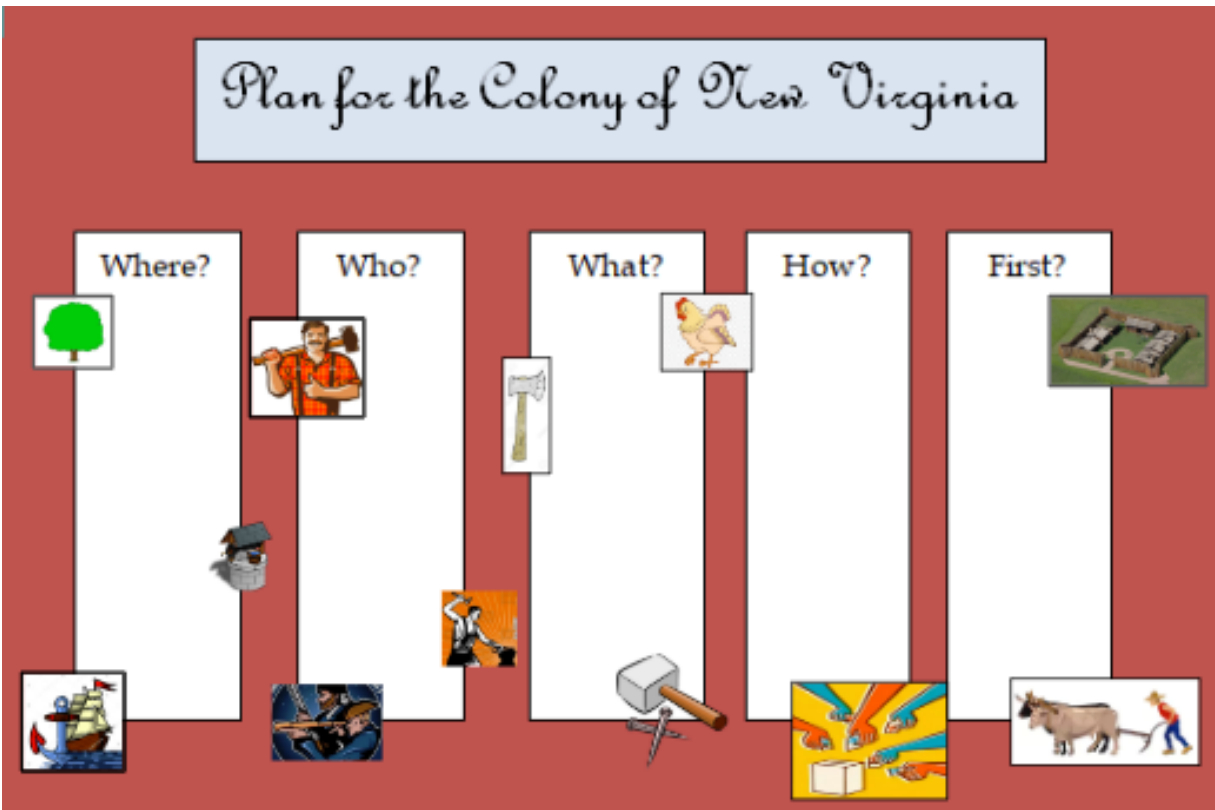 Plan for the Colony of New Virginia
Where?
Who?
What?
How?
First?